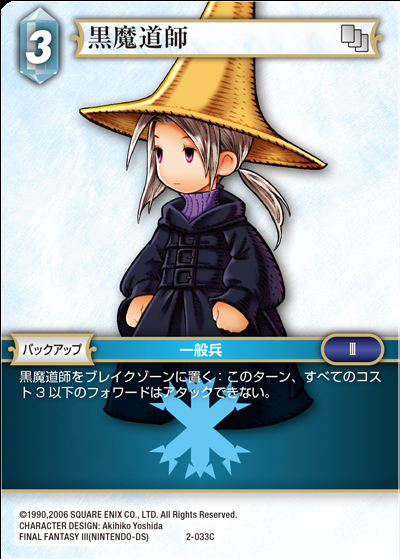 3
黒魔道師
バックアップ
一般兵
III
黒魔道師をブレイクゾーンに置く：このターン、すべてのコス
ト3以下のフォワードはアタックできない。
©1990,2006 SQUARE ENIX CO., LTD. All Rights Reserved.
CHARACTER DESIGN: Akihiko Yoshida
FINAL FANTASY III(NINTENDO-DS) 2-033C